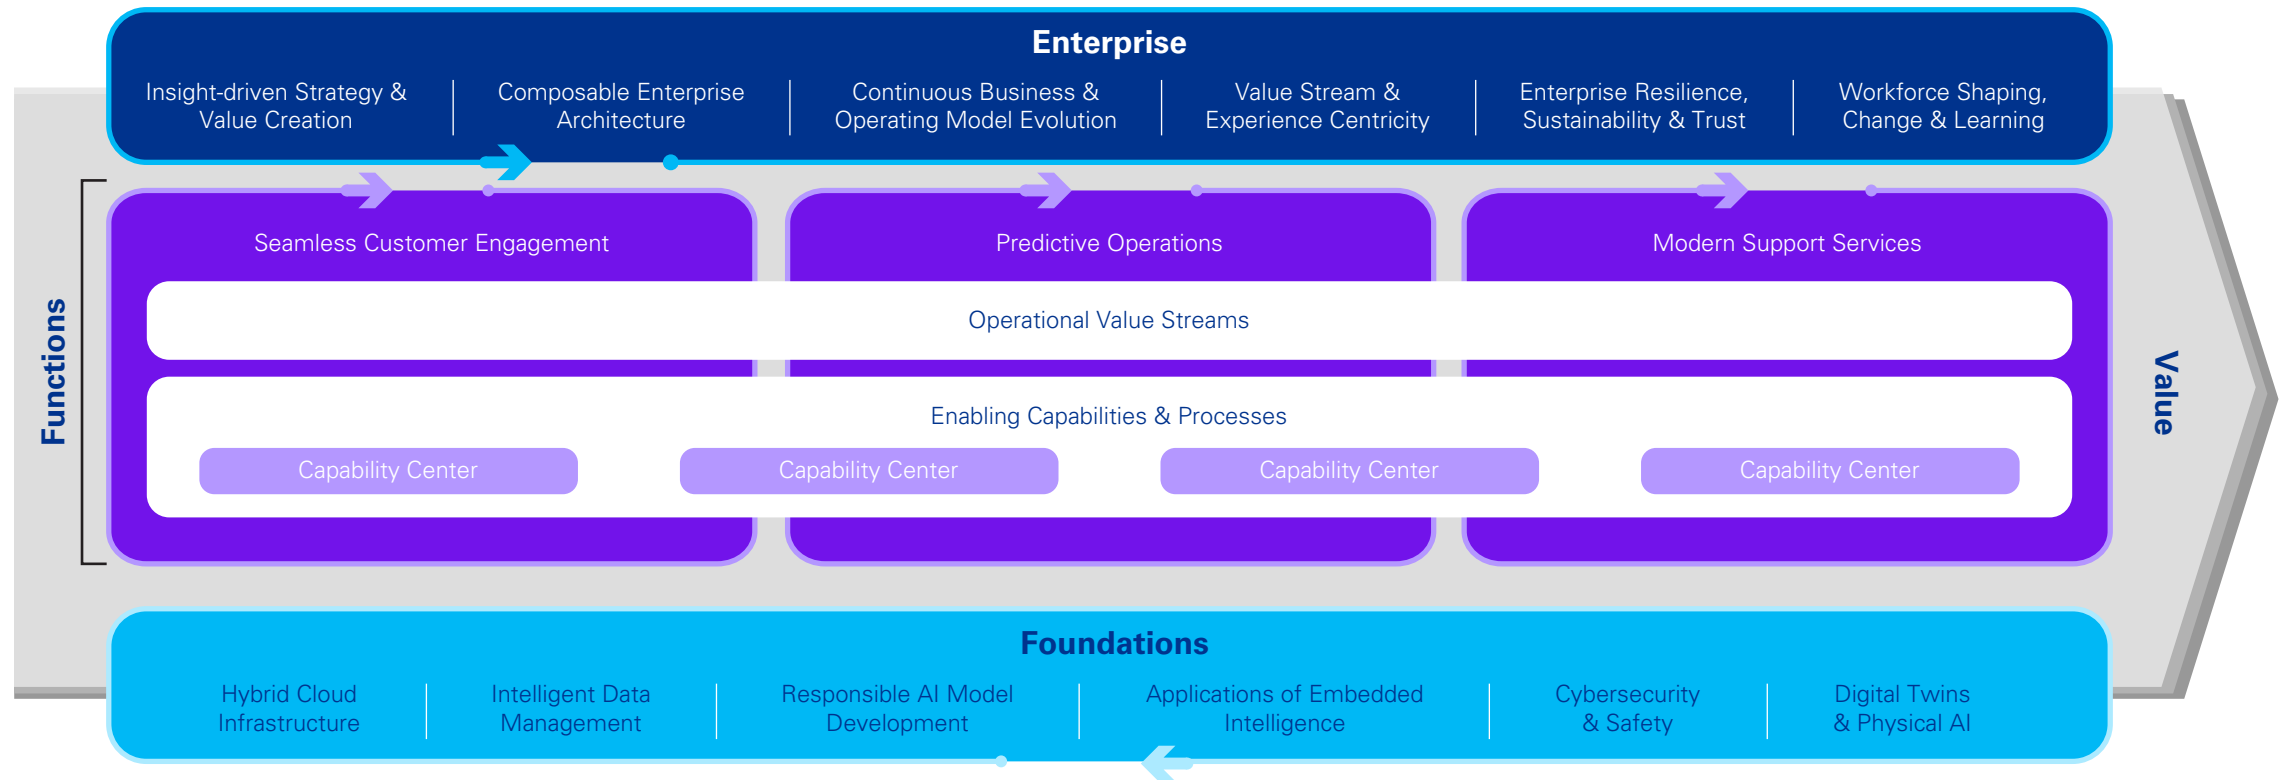 Enterprise
Insight-driven Strategy &
Value Creation
Composable Enterprise
Architecture
Continuous Business &
Operating Model Evolution
Value Stream &
Experience Centricity
Enterprise Resilience,
Sustainability & Trust
Workforce Shaping,
Change & Learning
Functions
Seamless Customer Engagement
Predictive Operations
Modern Support Services
Operational Value Streams
Enabling Capabilities & Processes
Capability Center
Capability Center
Capability Center
Capability Center
Value
Foundations
Hybrid Cloud
Infrastructure
Intelligent Data
Management
Responsible AI Model
Development
Applications of Embedded
Intelligence
Cybersecurity
& Safety
Digital Twins
& Physical AI